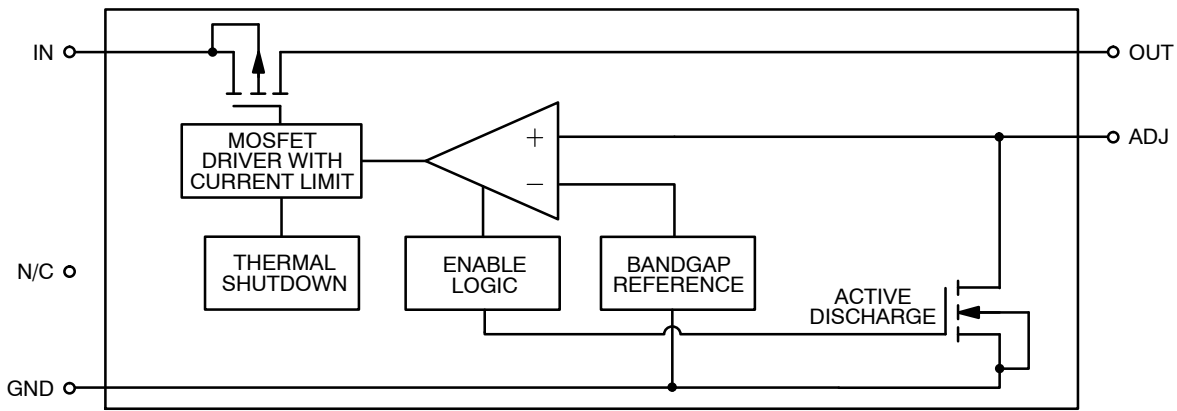 IN
OUT
MOSFET
DRIVER WITH
CURRENT LIMIT
+
−
ADJ
THERMAL
SHUTDOWN
ENABLE
LOGIC
BANDGAP
REFERENCE
N/C
ACTIVE
DISCHARGE
GND